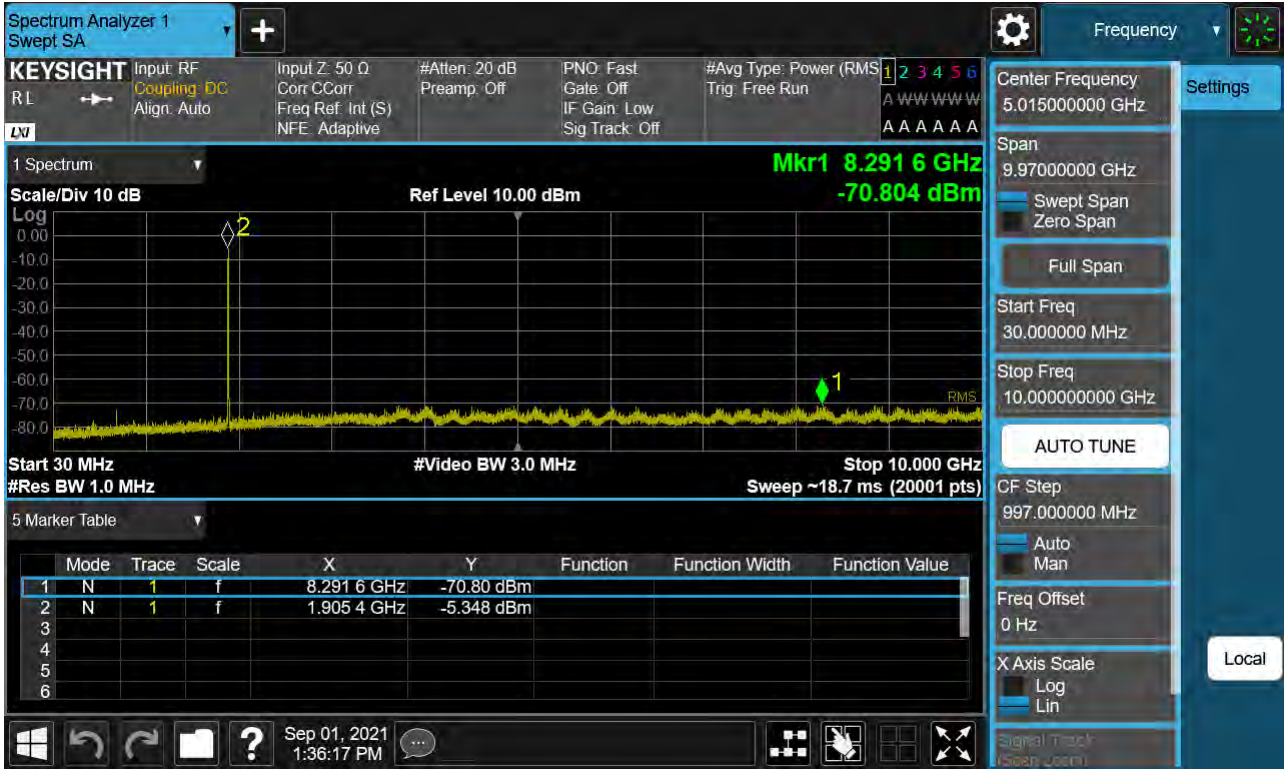 Spectrum Analyzer 1
Swept SA
Frequency
KEYSIGHT
R L
LXI
Input: RF
Coupling: DC
Align: Auto
Input Z: 50 Ω
Corr CCorr
Freq Ref: Int (S)
NFE: Adaptive
#Atten: 20 dB
Preamp: Off
PNO: Fast
Gate: Off
IF Gain: Low
Sig Track: Off
#Avg Type: Power (RMS
Trig: Free Run
1 2 3 4 5 6
A W W W W W
A A A A A A
1 Spectrum
Mkr1 8.291 6 GHz
Scale/Div 10 dB
Ref Level 10.00 dBm
-70.804 dBm
Log
0.00
-10.0
-20.0
-30.0
-40.0
-50.0
-60.0
-70.0
-80.0
2
1
RMS
Start 30 MHz
#Video BW 3.0 MHz
Stop 10.000 GHz
#Res BW 1.0 MHz
Sweep ~18.7 ms (20001 pts)
5 Marker Table
Mode Trace Scale X Y Function Function Width Function Value
1 N 1 f 8.291 6 GHz -70.80 dBm
2 N 1 f 1.905 4 GHz -5.348 dBm
3
4
5
6
Sep 01, 2021
1:36:17 PM
Center Frequency
5.015000000 GHz
Settings
Span
9.97000000 GHz
Swept Span
Zero Span
Full Span
Start Freq
30.000000 MHz
Stop Freq
10.000000000 GHz
AUTO TUNE
CF Step
997.000000 MHz
Auto
Man
Freq Offset
0 Hz
X Axis Scale
Log
Lin
Signal Track
(Span Zoom)
Local